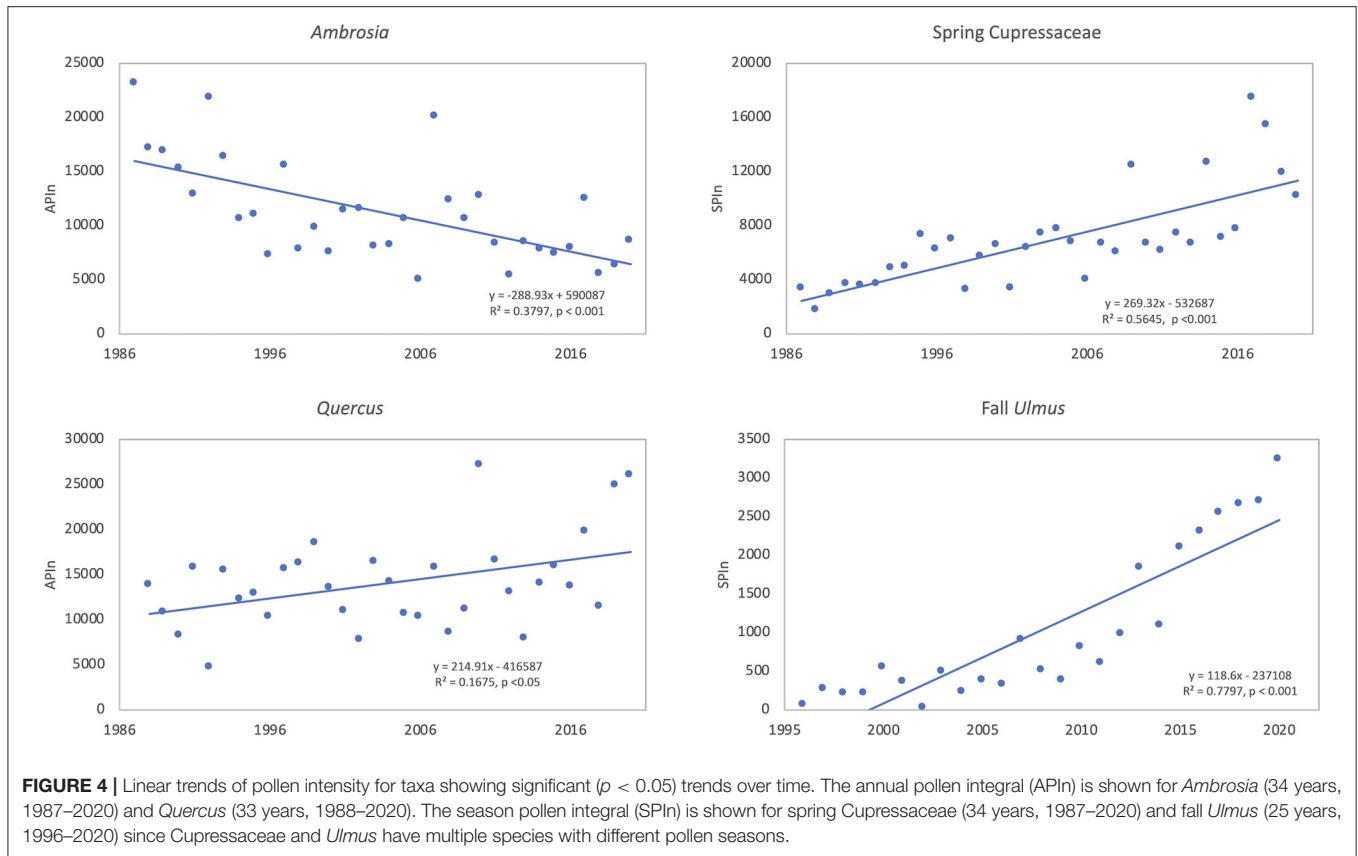 Ambrosia
25000
20000
15000
10000
5000
0
APIn
1986
1996
2006
2016
y = -288.93x + 590087
R² = 0.3797, p < 0.001
Spring Cupressaceae
20000
16000
12000
8000
4000
0
SPIn
1986
1996
2006
2016
y = 269.32x - 532687
R² = 0.5645, p <0.001
Quercus
30000
25000
20000
15000
10000
5000
0
APIn
1986
1996
2006
2016
y = 214.91x - 416587
R² = 0.1675, p <0.05
Fall Ulmus
3500
3000
2500
2000
1500
1000
500
0
SPIn
1995
2000
2005
2010
2015
2020
y = 118.6x - 237108
R² = 0.7797, p < 0.001
FIGURE 4 | Linear trends of pollen intensity for taxa showing significant (p < 0.05) trends over time. The annual pollen integral (APIn) is shown for Ambrosia (34 years,
1987–2020) and Quercus (33 years, 1988–2020). The season pollen integral (SPIn) is shown for spring Cupressaceae (34 years, 1987–2020) and fall Ulmus (25 years,
1996–2020) since Cupressaceae and Ulmus have multiple species with different pollen seasons.